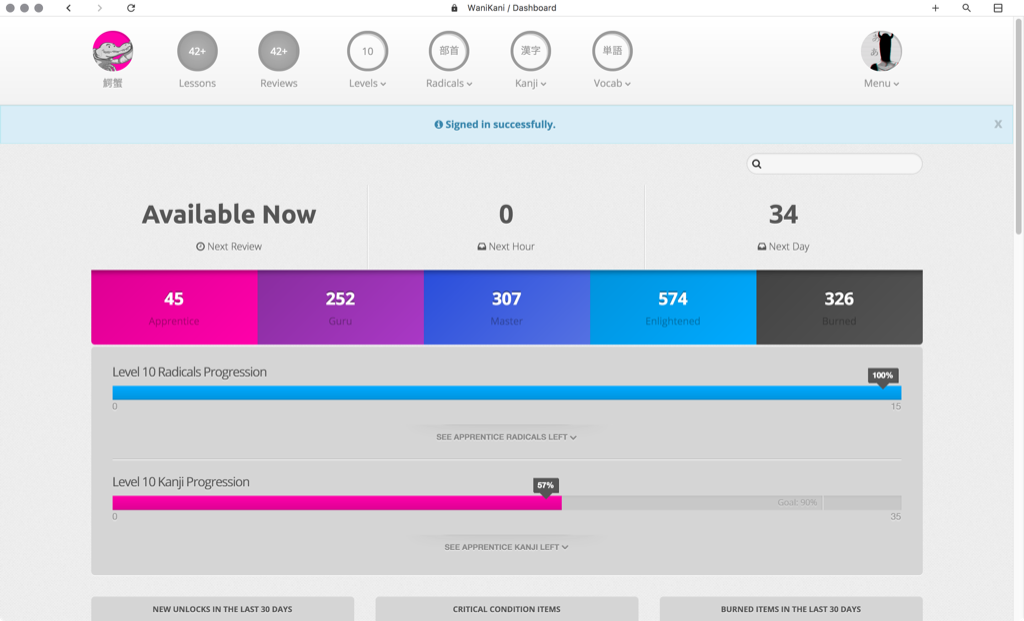 WaniKani / Dashboard
42+
42+
10
部首
漢字
単語
鰐蟹
Lessons
Reviews
Levels
Radicals
Kanji
Vocab
Menu
Signed in successfully.
x
Available Now
0
34
Next Review
Next Hour
Next Day
45
252
307
574
326
Apprentice
Guru
Master
Enlightened
Burned
Level 10 Radicals Progression
100%
0
15
SEE APPRENTICE RADICALS LEFT
Level 10 Kanji Progression
57%
Goal: 90%
0
35
SEE APPRENTICE KANJI LEFT
NEW UNLOCKS IN THE LAST 30 DAYS
CRITICAL CONDITION ITEMS
BURNED ITEMS IN THE LAST 30 DAYS